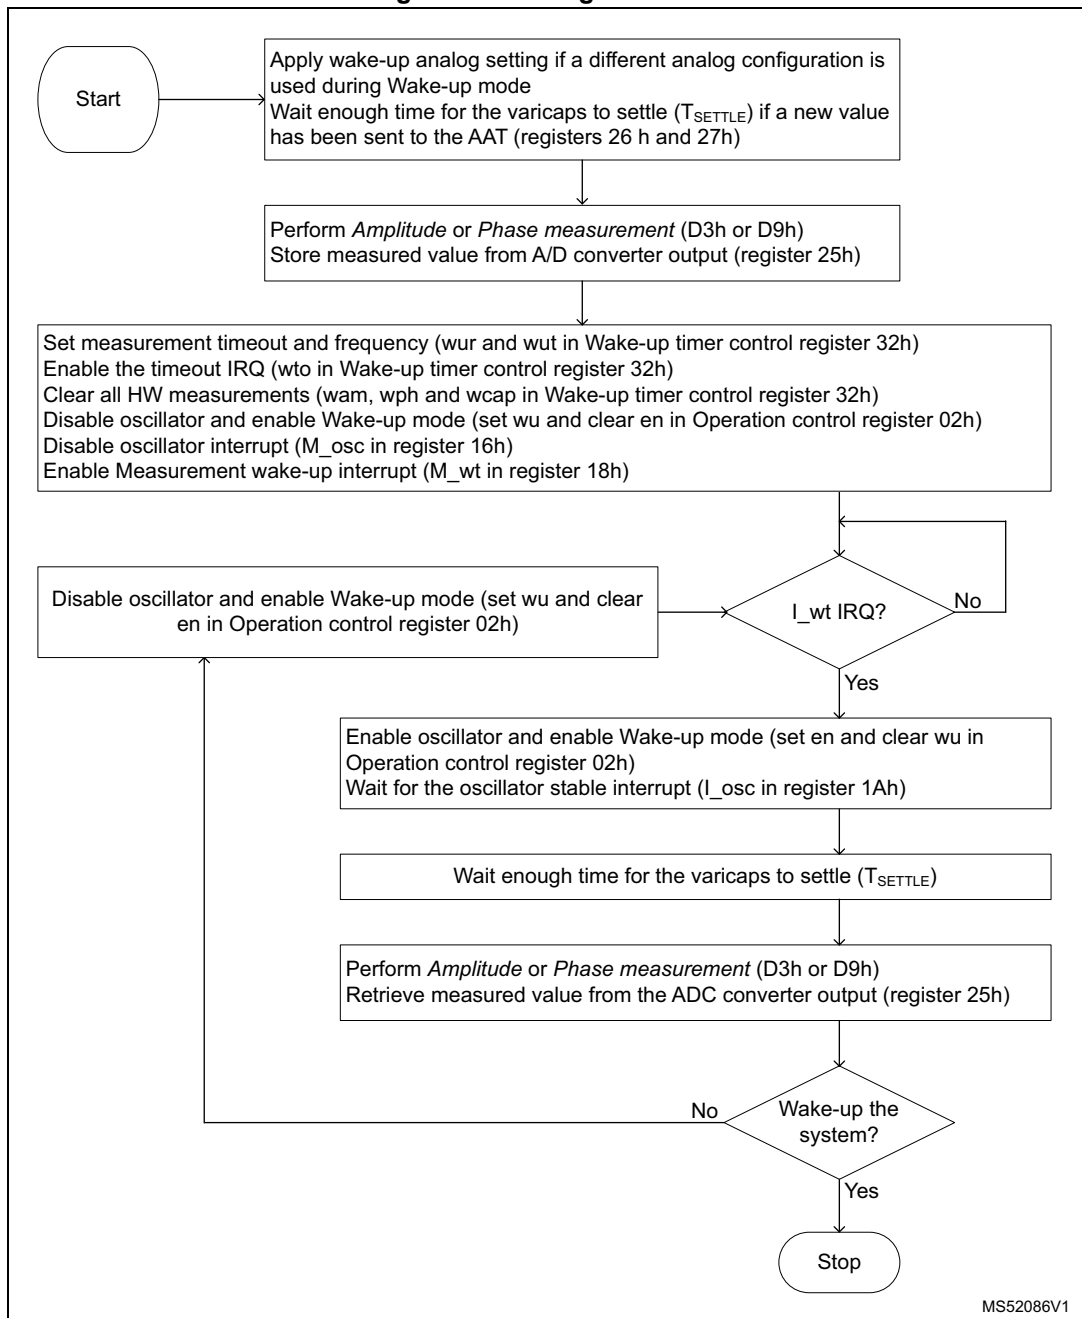 Start
Apply wake-up analog setting if a different analog configuration is
used during Wake-up mode
Wait enough time for the varicaps to settle (TSETTLE) if a new value
has been sent to the AAT (registers 26 h and 27h)
Perform Amplitude or Phase measurement (D3h or D9h)
Store measured value from A/D converter output (register 25h)
Set measurement timeout and frequency (wur and wut in Wake-up timer control register 32h)
Enable the timeout IRQ (wto in Wake-up timer control register 32h)
Clear all HW measurements (wam, wph and wcap in Wake-up timer control register 32h)
Disable oscillator and enable Wake-up mode (set wu and clear en in Operation control register 02h)
Disable oscillator interrupt (M_osc in register 16h)
Enable Measurement wake-up interrupt (M_wt in register 18h)
Disable oscillator and enable Wake-up mode (set wu and clear
en in Operation control register 02h)
I_wt IRQ?
No
Yes
Enable oscillator and enable Wake-up mode (set en and clear wu in
Operation control register 02h)
Wait for the oscillator stable interrupt (I_osc in register 1Ah)
Wait enough time for the varicaps to settle (TSETTLE)
Perform Amplitude or Phase measurement (D3h or D9h)
Retrieve measured value from the ADC converter output (register 25h)
No
Wake-up the
system?
Yes
Stop
MS52086V1